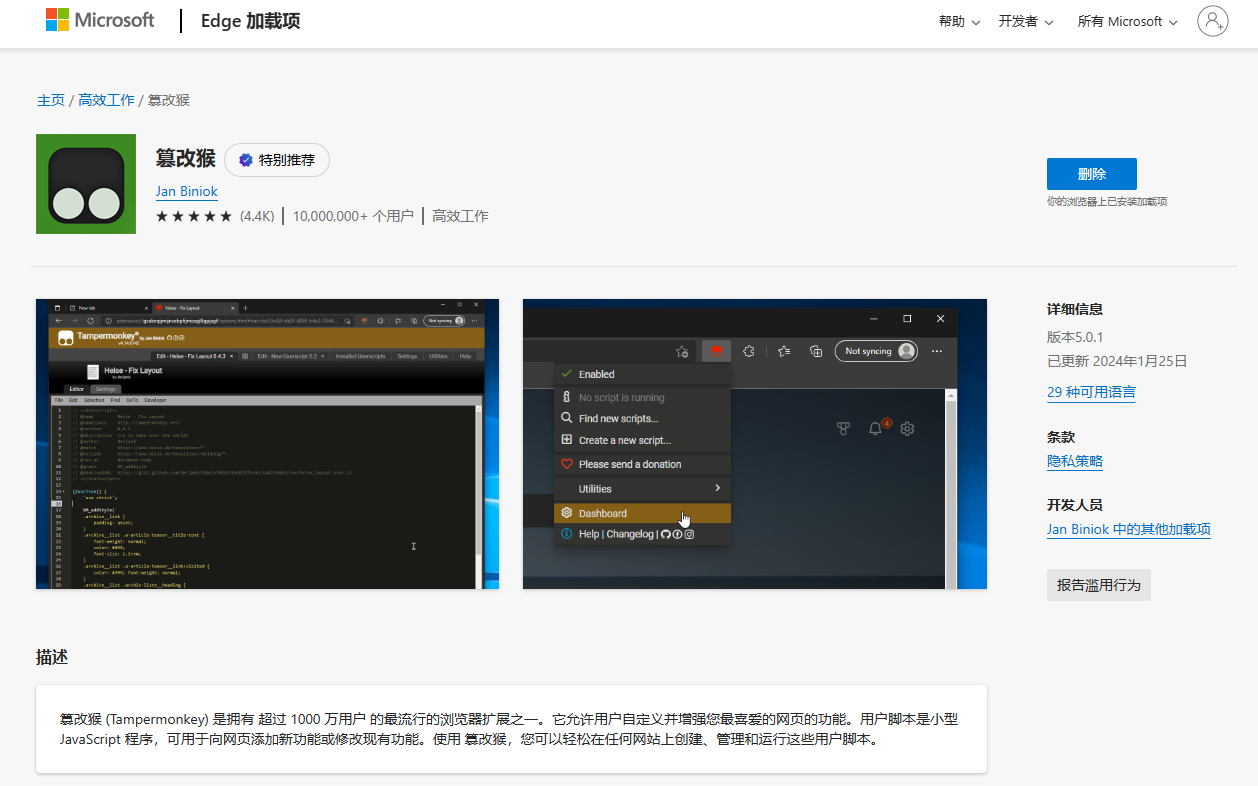 Microsoft
Edge 加载项
帮助
开发者
所有 Microsoft
主页 / 高效工作 / 篡改猴
篡改猴
特别推荐
Jan Biniok
(4.4K)
10,000,000+ 个用户
高效工作
删除
你的浏览器上已安装加载项
New tab
Heise - Fix Layout
Not syncing
Tampermonkey® by Jan Biniok
Edit - Heise - Fix Layout 0.4.3
Edit - New Userscript 0.2
Installed Userscripts
Settings
Utilities
Help
Heise - Fix Layout
by derjanb
Editor
Settings
File Edit Selection Find GoTo Developer
Not syncing
Enabled
No script is running
Find new scripts...
Create a new script...
Please send a donation
Utilities
Dashboard
Help | Changelog |
4
详细信息
版本5.0.1
已更新 2024年1月25日
29 种可用语言
条款
隐私策略
开发人员
Jan Biniok 中的其他加载项
报告滥用行为
描述
篡改猴 (Tampermonkey) 是拥有 超过 1000 万用户 的最流行的浏览器扩展之一。它允许用户自定义并增强您最喜爱的网页的功能。用户脚本是小型
JavaScript 程序，可用于向网页添加新功能或修改现有功能。使用 篡改猴，您可以轻松在任何网站上创建、管理和运行这些用户脚本。